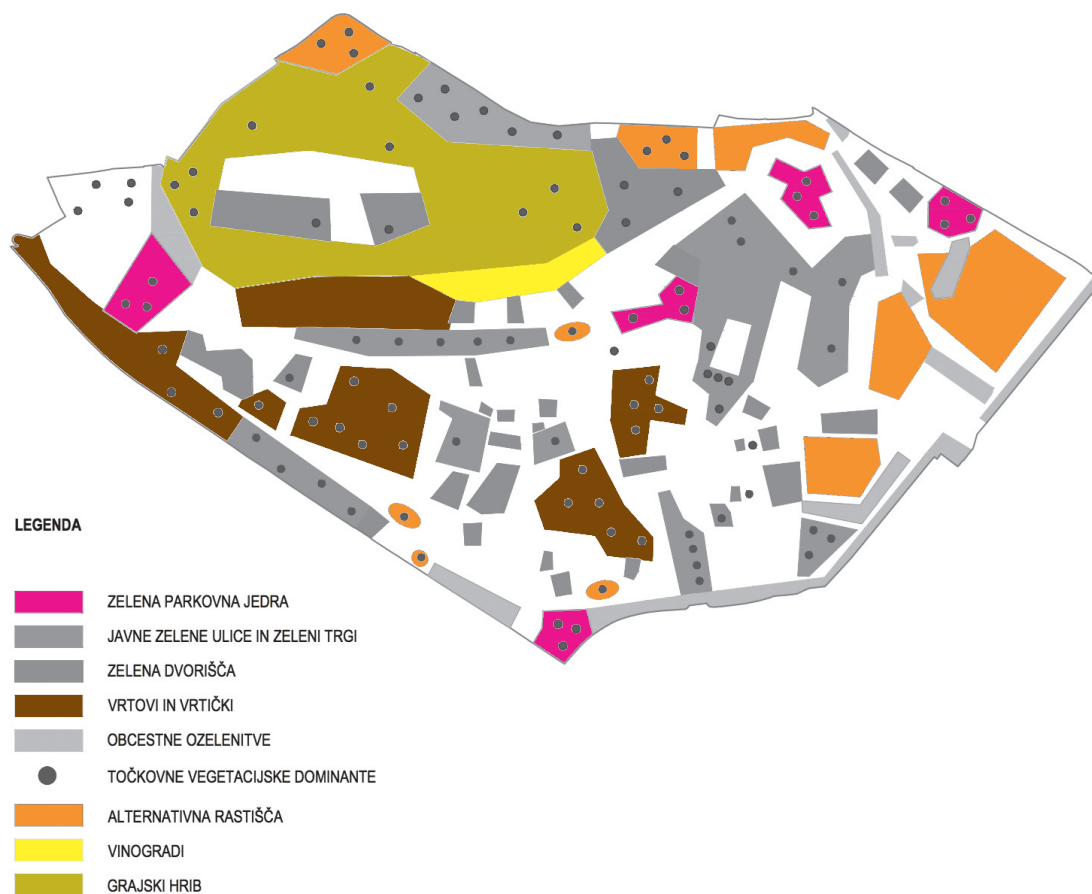 LEGENDA
ZELENA PARKOVNA JEDRA
JAVNE ZELENE ULICE IN ZELENI TRGI
ZELENA DVORIŠČA
VRTOVI IN VRTIČKI
OBCESTNE OZELENITVE
TOČKOVNE VEGETACIJSKE DOMINANTE
ALTERNATIVNA RASTIŠČA
VINOGRADI
GRAJSKI HRIB